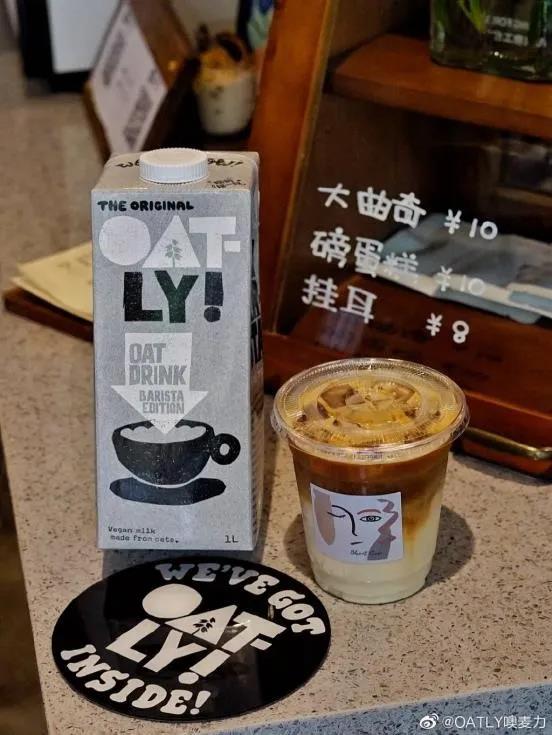 THE ORIGINAL
OAT-
LY!
OAT
DRINK
BARISTA
EDITION
Vegan milk
made from oats.
1L
大曲奇 ¥10
磅蛋糕 ¥10
挂耳 ¥8
WE'VE GOT
OAT-
LY!
INSIDE!
@OATLY噢麦力